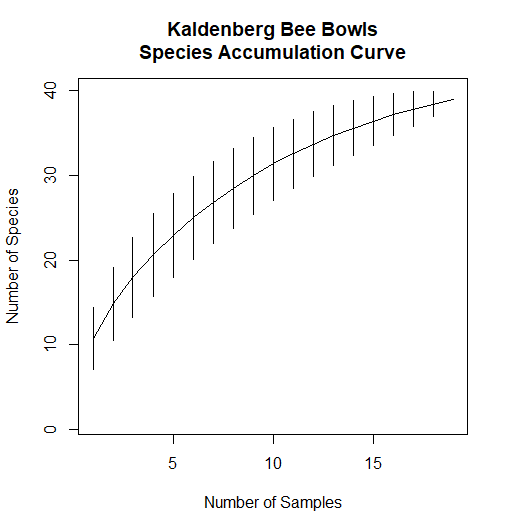 Kaldenberg Bee Bowls
Species Accumulation Curve
40
30
20
10
0
Number of Species
5 10 15
Number of Samples